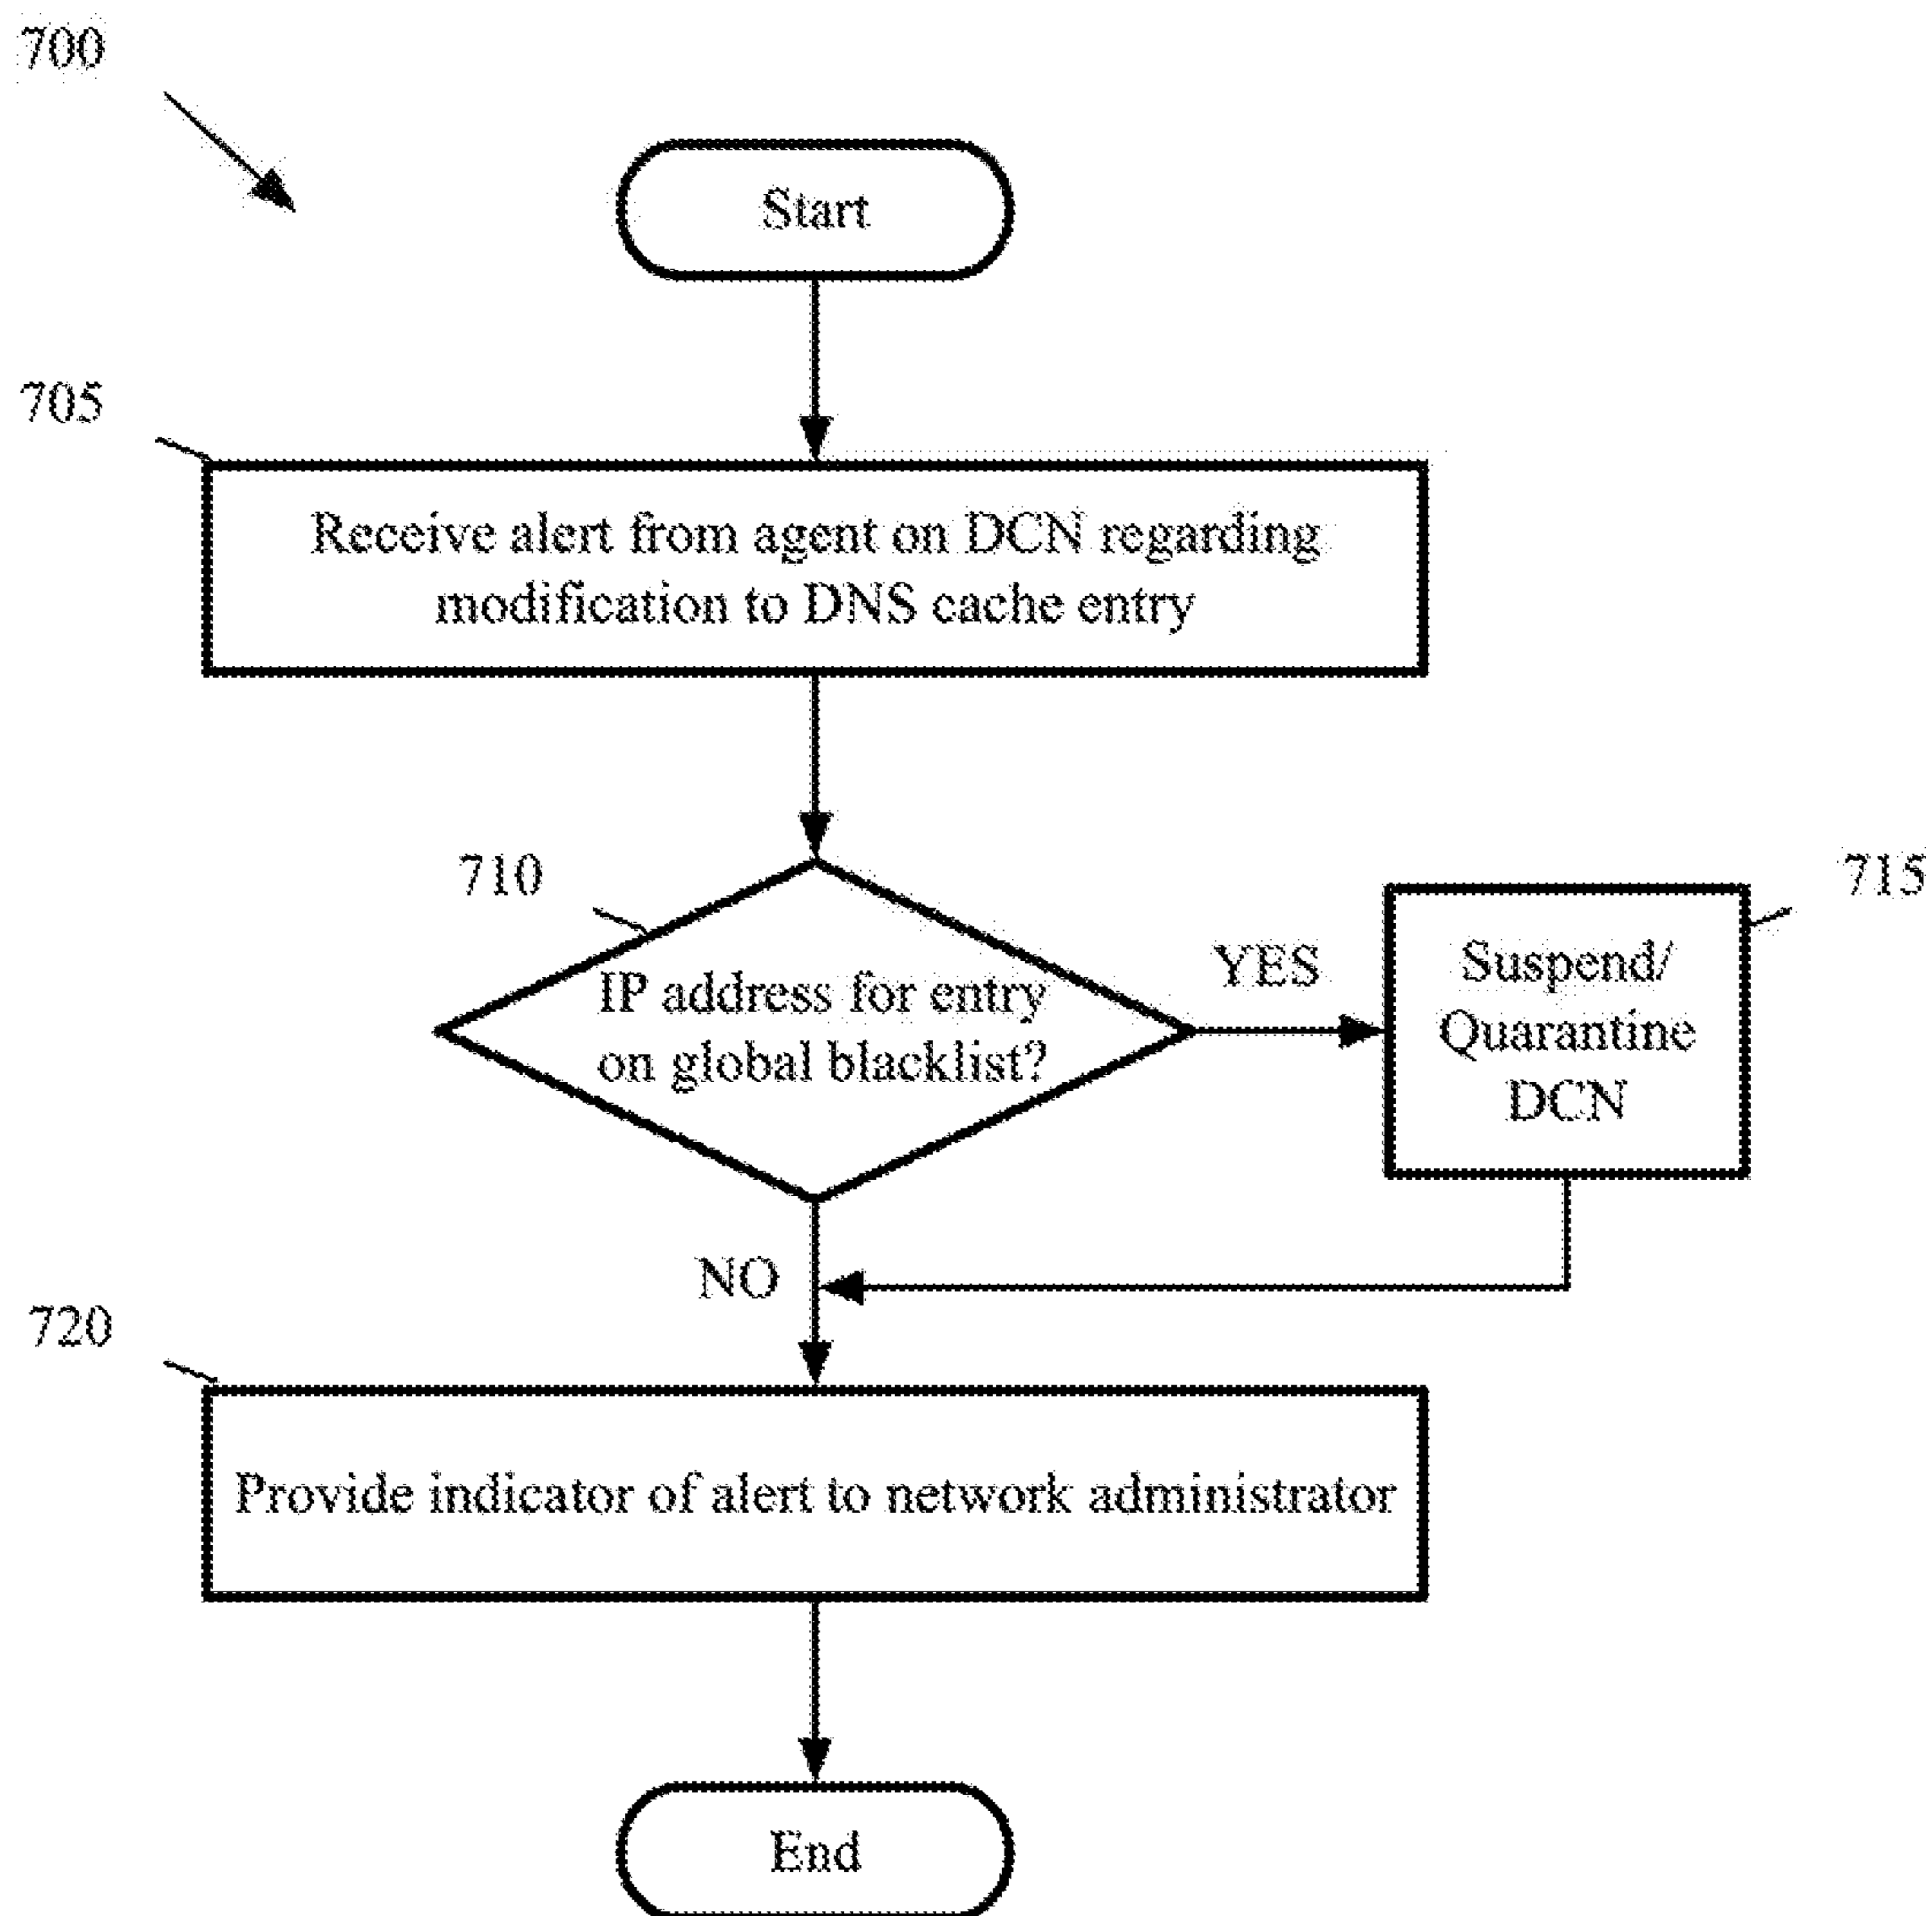 700
Start
705
Receive alert from agent on DCN regarding
modification to DNS cache entry
710
715
IP address for entry
on global blacklist?
YES
Suspend/
Quarantine
DCN
NO
720
Provide indicator of alert to network administrator
End